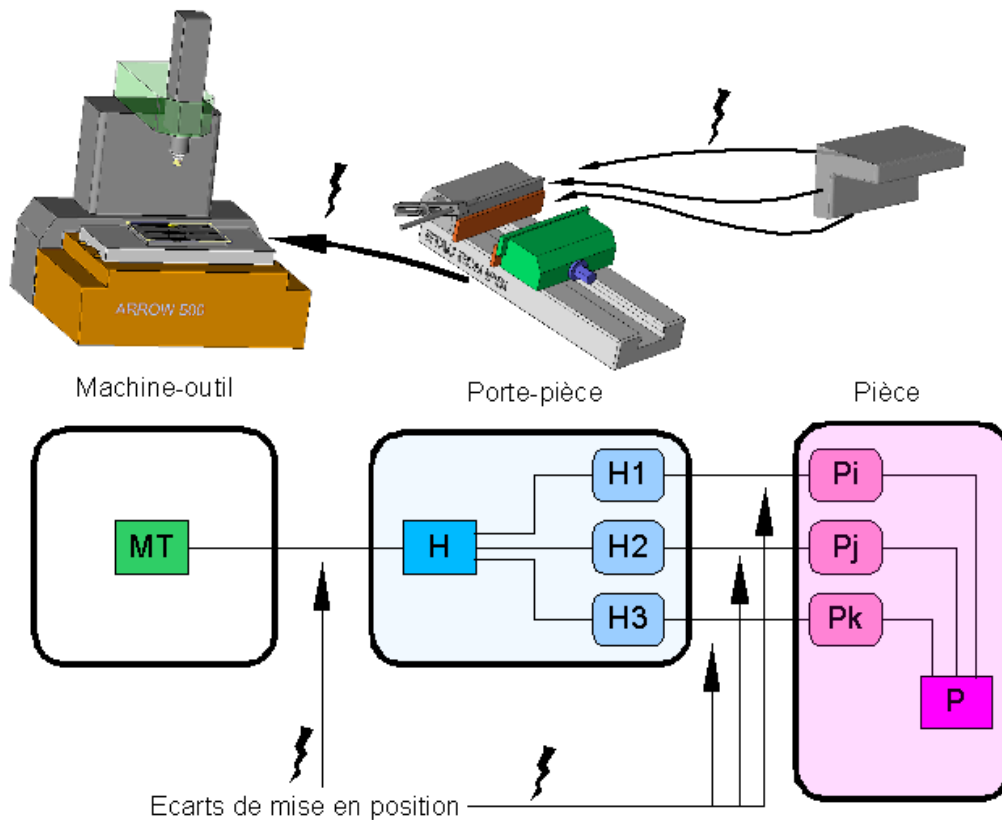 ARROW 500
Machine-outil
Porte-pièce
Pièce
MT
H
H1
H2
H3
Pi
Pj
Pk
P
Ecarts de mise en position